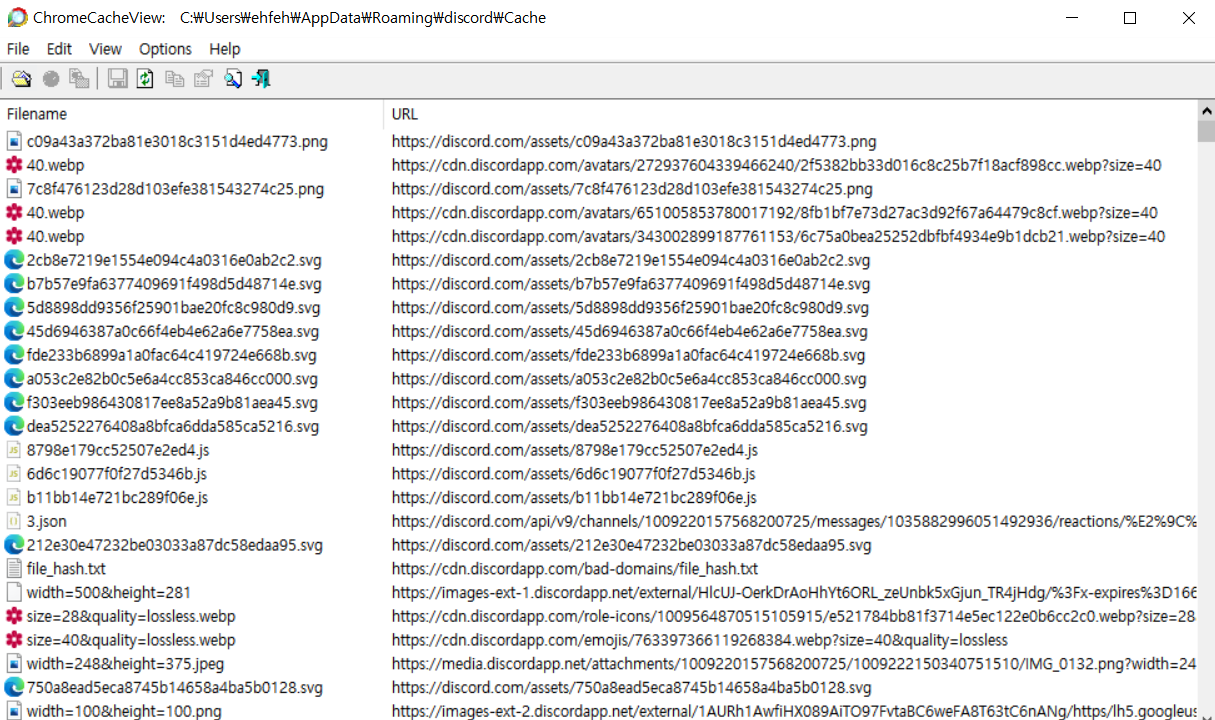 ChromeCacheView: C:₩Users₩ehfeh₩AppData₩Roaming₩discord₩Cache
File Edit View Options Help
Filename URL
c09a43a372ba81e3018c3151d4ed4773.png https://discord.com/assets/c09a43a372ba81e3018c3151d4ed4773.png
40.webp https://cdn.discordapp.com/avatars/272937604339466240/2f5382bb33d016c8c25b7f18acf898cc.webp?size=40
7c8f476123d28d103efe381543274c25.png https://discord.com/assets/7c8f476123d28d103efe381543274c25.png
40.webp https://cdn.discordapp.com/avatars/651005853780017192/8fb1bf7e73d27ac3d92f67a64479c8cf.webp?size=40
40.webp https://cdn.discordapp.com/avatars/343002899187761153/6c75a0bea25252dbfbf4934e9b1dcb21.webp?size=40
2cb8e7219e1554e094c4a0316e0ab2c2.svg https://discord.com/assets/2cb8e7219e1554e094c4a0316e0ab2c2.svg
b7b57e9fa6377409691f498d5d48714e.svg https://discord.com/assets/b7b57e9fa6377409691f498d5d48714e.svg
5d8898dd9356f25901bae20fc8c980d9.svg https://discord.com/assets/5d8898dd9356f25901bae20fc8c980d9.svg
45d6946387a0c66f4eb4e62a6e7758ea.svg https://discord.com/assets/45d6946387a0c66f4eb4e62a6e7758ea.svg
fde233b6899a1a0fac64c419724e668b.svg https://discord.com/assets/fde233b6899a1a0fac64c419724e668b.svg
a053c2e82b0c5e6a4cc853ca846cc000.svg https://discord.com/assets/a053c2e82b0c5e6a4cc853ca846cc000.svg
f303eeb986430817ee8a52a9b81aea45.svg https://discord.com/assets/f303eeb986430817ee8a52a9b81aea45.svg
dea5252276408a8bfca6dda585ca5216.svg https://discord.com/assets/dea5252276408a8bfca6dda585ca5216.svg
8798e179cc52507e2ed4.js https://discord.com/assets/8798e179cc52507e2ed4.js
6d6c19077f0f27d5346b.js https://discord.com/assets/6d6c19077f0f27d5346b.js
b11bb14e721bc289f06e.js https://discord.com/assets/b11bb14e721bc289f06e.js
3.json https://discord.com/api/v9/channels/1009220157568200725/messages/1035882996051492936/reactions/%E2%9C%
212e30e47232be03033a87dc58edaa95.svg https://discord.com/assets/212e30e47232be03033a87dc58edaa95.svg
file_hash.txt https://cdn.discordapp.com/bad-domains/file_hash.txt
width=500&height=281 https://images-ext-1.discordapp.net/external/HlcUJ-OerkDrAoHhYt6ORL_zeUnbk5xGjun_TR4jHdg/%3Fx-expires%3D166
size=28&quality=lossless.webp https://cdn.discordapp.com/role-icons/1009564870515105915/e521784bb81f3714e5ec122e0b6cc2c0.webp?size=28
size=40&quality=lossless.webp https://cdn.discordapp.com/emojis/763397366119268384.webp?size=40&quality=lossless
width=248&height=375.jpeg https://media.discordapp.net/attachments/1009220157568200725/1009222150340751510/IMG_0132.png?width=24
750a8ead5eca8745b14658a4ba5b0128.svg https://discord.com/assets/750a8ead5eca8745b14658a4ba5b0128.svg
width=100&height=100.png https://images-ext-2.discordapp.net/external/1AURh1AwfiHX089AiTO97FvtaBC6weFA8T63tC6nANg/https/lh5.googleus